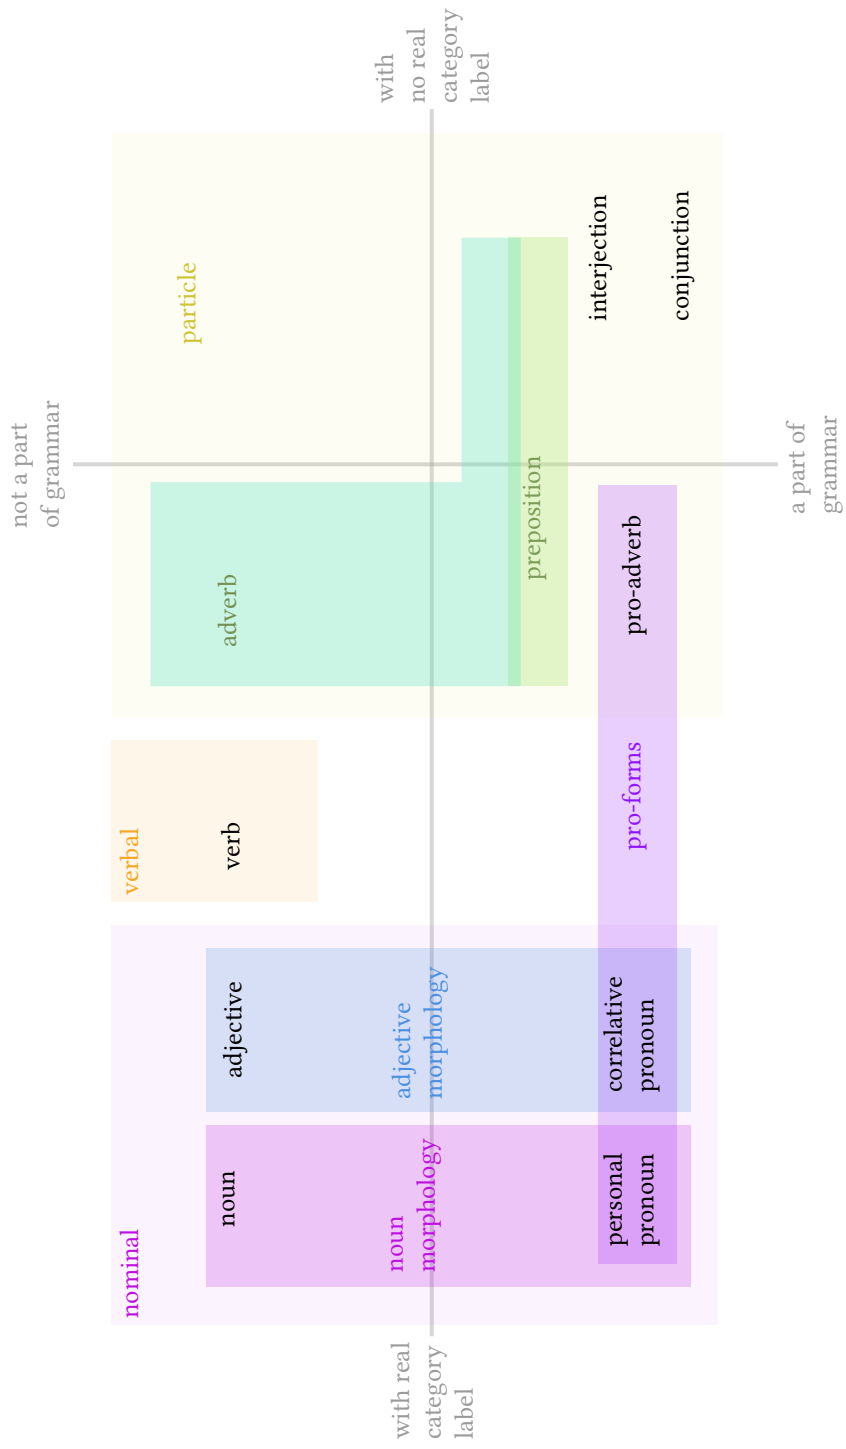 not a part
of grammar
nominal
verbal
particle
noun
adjective
verb
adverb
with real
category
label
noun
morphology
adjective
morphology
with
no real
category
label
preposition
personal
pronoun
correlative
pronoun
pro-forms
pro-adverb
interjection
conjunction
a part of
grammar